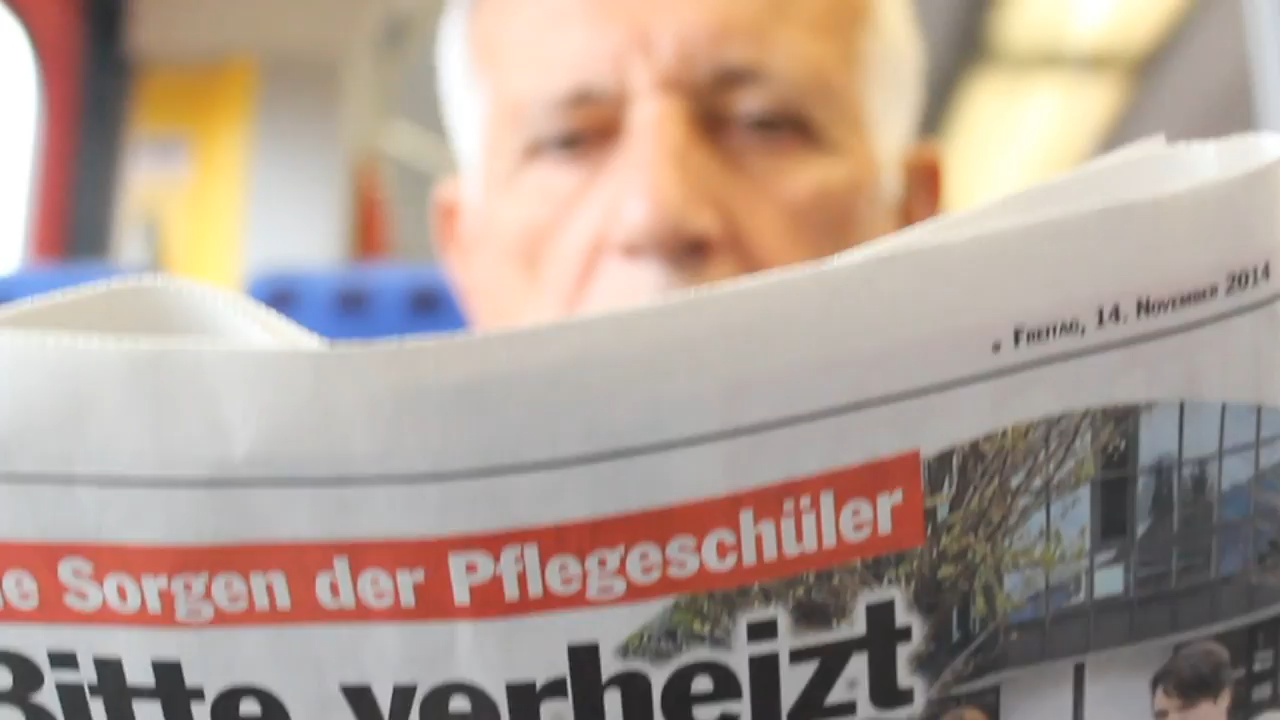 • FREITAG, 14. NOVEMBER 2014
e Sorgen der Pflegeschüler
Bitte verheizt